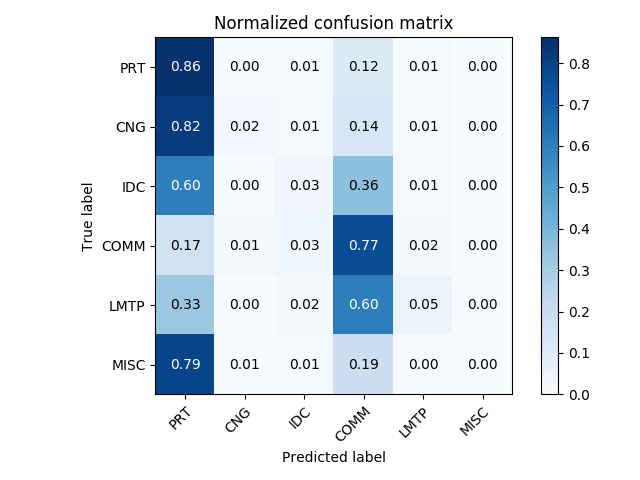 Normalized confusion matrix
True label
PRT 0.86 0.00 0.01 0.12 0.01 0.00
CNG 0.82 0.02 0.01 0.14 0.01 0.00
IDC 0.60 0.00 0.03 0.36 0.01 0.00
COMM 0.17 0.01 0.03 0.77 0.02 0.00
LMTP 0.33 0.00 0.02 0.60 0.05 0.00
MISC 0.79 0.01 0.01 0.19 0.00 0.00
PRT CNG IDC COMM LMTP MISC
Predicted label
0.8
0.7
0.6
0.5
0.4
0.3
0.2
0.1
0.0